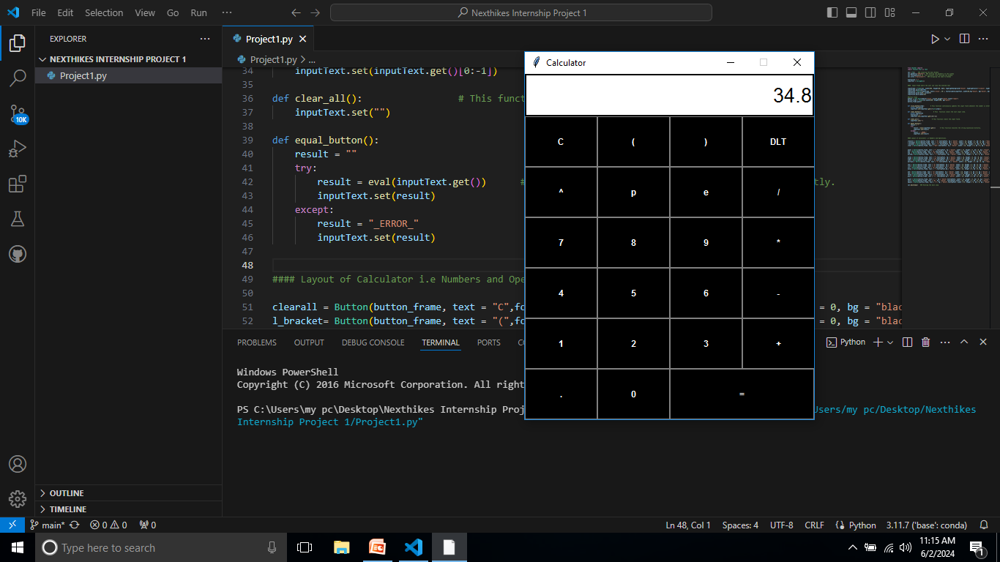 File Edit Selection View Go Run ··· Nexthikes Internship Project 1
EXPLORER ···
NEXTHIKES INTERNSHIP PROJECT 1
Project1.py
OUTLINE
TIMELINE
10K
Project1.py
Project1.py > ...
34 inputText.set(inputText.get()[0:-1])
35
36 def clear_all(): # This funct
37 inputText.set("")
38
39 def equal_button():
40 result = ""
41 try:
42 result = eval(inputText.get()) # tly.
43 inputText.set(result)
44 except:
45 result = "_ERROR_"
46 inputText.set(result)
47
48
49 #### Layout of Calculator i.e Numbers and Ope
50
51 clearall = Button(button_frame, text = "C",fo = 0, bg = "blac
52 l_bracket= Button(button_frame, text = "(",fo = 0, bg = "blac
Calculator
34.8
C ( ) DLT
^ p e /
7 8 9 *
4 5 6 -
1 2 3 +
. 0 =
PROBLEMS OUTPUT DEBUG CONSOLE TERMINAL PORTS Python
Windows PowerShell
Copyright (C) 2016 Microsoft Corporation. All right
PS C:\Users\my pc\Desktop\Nexthikes Internship Proj Users/my pc/Desktop/Nexthikes
Internship Project 1/Project1.py"
main* 0 0 0 Ln 48, Col 1 Spaces: 4 UTF-8 CRLF Python 3.11.7 ('base': conda)
Type here to search
11:15 AM
6/2/2024
1